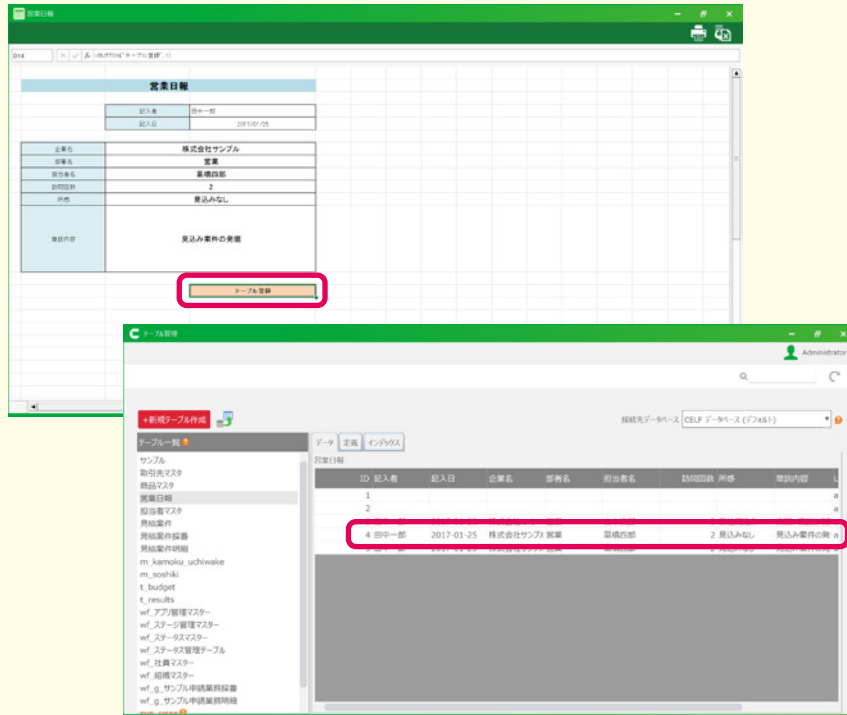 営業日報
D14
=BUTTON("テーブル登録",1)
営業日報
記入者 田中一郎
記入日 2017/01/25
企業名 株式会社サンプル
部署名 営業
担当者名 高橋四郎
訪問回数 2
所感 見込みなし
商談内容 見込み案件の発掘
テーブル登録
テーブル管理
Administrator
+新規テーブル作成
接続先データベース CELF データベース (デフォルト)
テーブル一覧
データ 定義 インデックス
営業日報
サンプル
取引先マスタ
商品マスタ
営業日報
担当者マスタ
見積案件
見積案件採番
見積案件明細
m_kamoku_uchiwake
m_soshiki
t_budget
t_results
wf_アプリ管理マスター
wf_ステージ管理マスター
wf_ステータスマスター
wf_ステータス管理テーブル
wf_社員マスター
wf_組織マスター
wf_g_サンプル申請業務採番
wf_g_サンプル申請業務明細
ID 記入者 記入日 企業名 部署名 担当者名 訪問回数 所感 商談内容 L
1 a
2 a
4 田中一郎 2017-01-25 株式会社サンプル 営業 高橋四郎 2 見込みなし 見込み案件の発 a